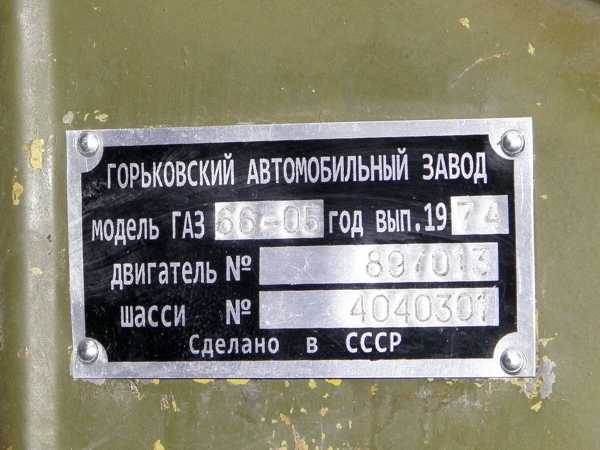 ГОРЬКОВСКИЙ АВТОМОБИЛЬНЫЙ ЗАВОД
модель ГАЗ 66-05 год вып.1974
двигатель № 897013
шасси № 4040301
Сделано в СССР